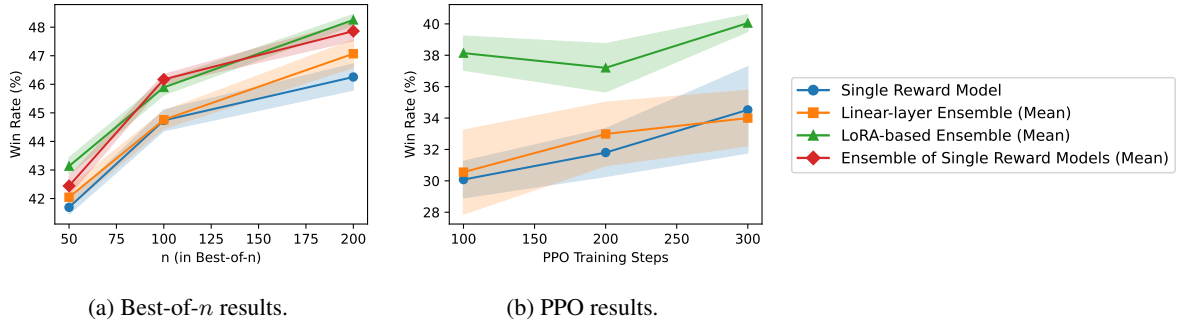 48
47
46
45
44
43
42
Win Rate (%)
50 75 100 125 150 175 200
n (in Best-of-n)
(a) Best-of-n results.
40
38
36
34
32
30
28
Win Rate (%)
100 150 200 250 300
PPO Training Steps
(b) PPO results.
Single Reward Model
Linear-layer Ensemble (Mean)
LoRA-based Ensemble (Mean)
Ensemble of Single Reward Models (Mean)